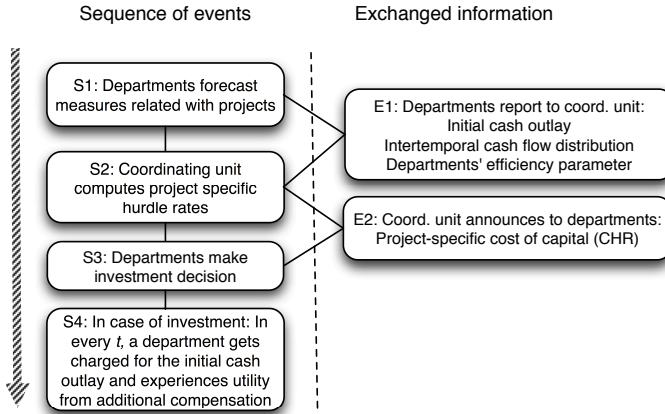 Sequence of events
Exchanged information
S1: Departments forecast
measures related with projects
E1: Departments report to coord. unit:
Initial cash outlay
Intertemporal cash flow distribution
Departments' efficiency parameter
S2: Coordinating unit
computes project specific
hurdle rates
E2: Coord. unit announces to departments:
Project-specific cost of capital (CHR)
S3: Departments make
investment decision
S4: In case of investment: In
every t, a department gets
charged for the initial cash
outlay and experiences utility
from additional compensation